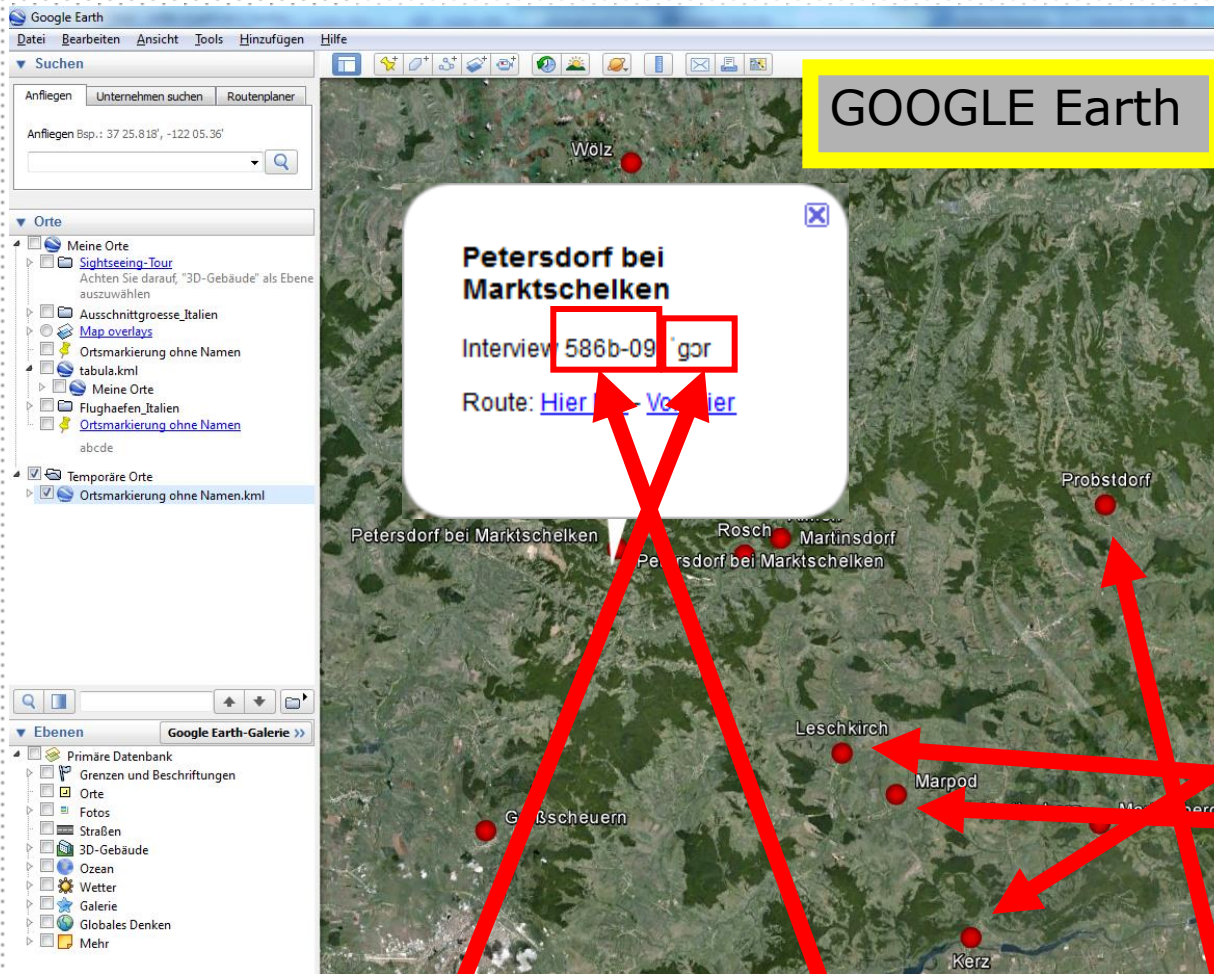 Google Earth
Datei Bearbeiten Ansicht Tools Hinzufügen Hilfe
▼ Suchen
Anfliegen Unternehmen suchen Routenplaner
Anfliegen Bsp.: 37 25.818', -122 05.36'
▼ Orte
Meine Orte
Sightseeing-Tour
Achten Sie darauf, "3D-Gebäude" als Ebene
auszuwählen
Ausschnittgroesse_Italien
Map overlays
Ortsmarkierung ohne Namen
tabula.kml
Meine Orte
Flughaefen_Italien
Ortsmarkierung ohne Namen
abcde
Temporäre Orte
Ortsmarkierung ohne Namen.kml
▼ Ebenen
Google Earth-Galerie >>
Primäre Datenbank
Grenzen und Beschriftungen
Orte
Fotos
Straßen
3D-Gebäude
Ozean
Wetter
Galerie
Globales Denken
Mehr
GOOGLE Earth
Wölz
Petersdorf bei
Marktschelken
Interview 586b-09 ˈgɔr
Route: Hier - Von hier
Probstdorf
Petersdorf bei Marktschelken
Rosch
Martinsdorf
Petersdorf bei Marktschelken
Leschkirch
Marpod
Großscheuern
Kerz